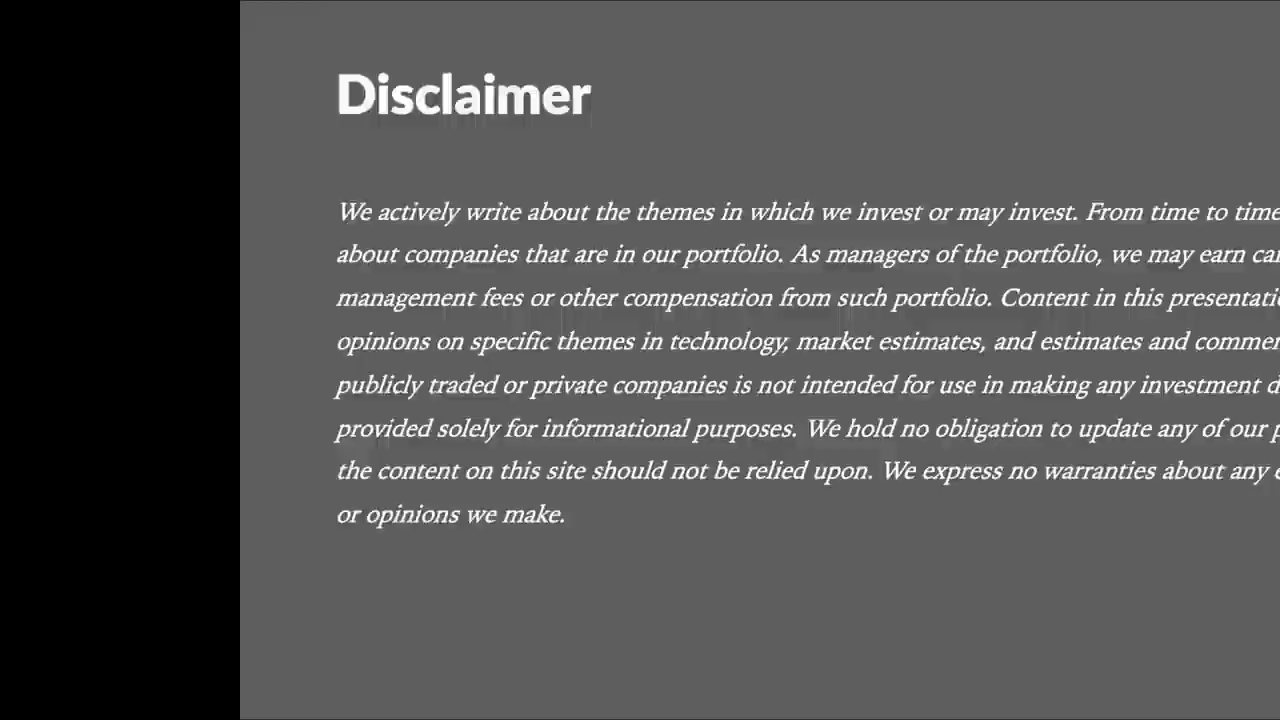 Disclaimer
We actively write about the themes in which we invest or may invest. From time to time
about companies that are in our portfolio. As managers of the portfolio, we may earn
management fees or other compensation from such portfolio. Content in this
opinions on specific themes in technology, market estimates, and estimates and
publicly traded or private companies is not intended for use in making any investment
provided solely for informational purposes. We hold no obligation to update any of our
the content on this site should not be relied upon. We express no warranties about any
or opinions we make.